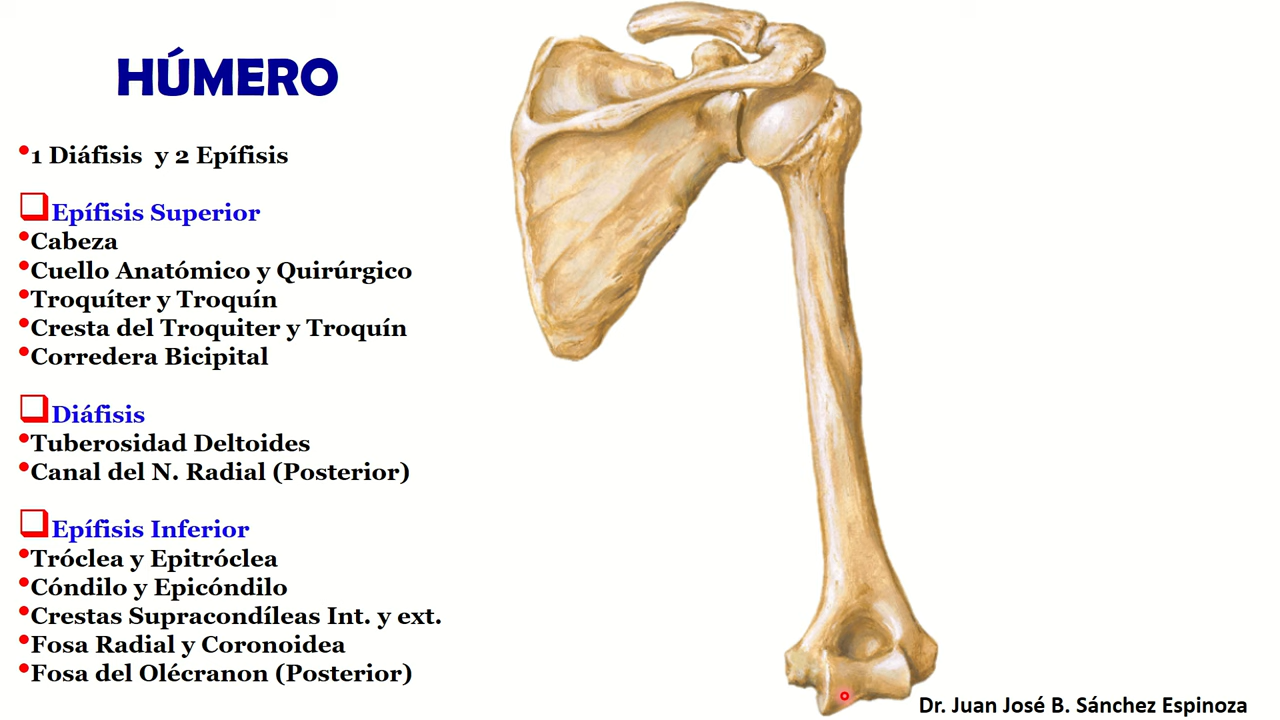 HÚMERO
•1 Diáfisis y 2 Epífisis
❑Epífisis Superior
•Cabeza
•Cuello Anatómico y Quirúrgico
•Troquíter y Troquín
•Cresta del Troquiter y Troquín
•Corredera Bicipital
❑Diáfisis
•Tuberosidad Deltoides
•Canal del N. Radial (Posterior)
❑Epífisis Inferior
•Tróclea y Epitróclea
•Cóndilo y Epicóndilo
•Crestas Supracondíleas Int. y ext.
•Fosa Radial y Coronoidea
•Fosa del Olécranon (Posterior)
Dr. Juan José B. Sánchez Espinoza